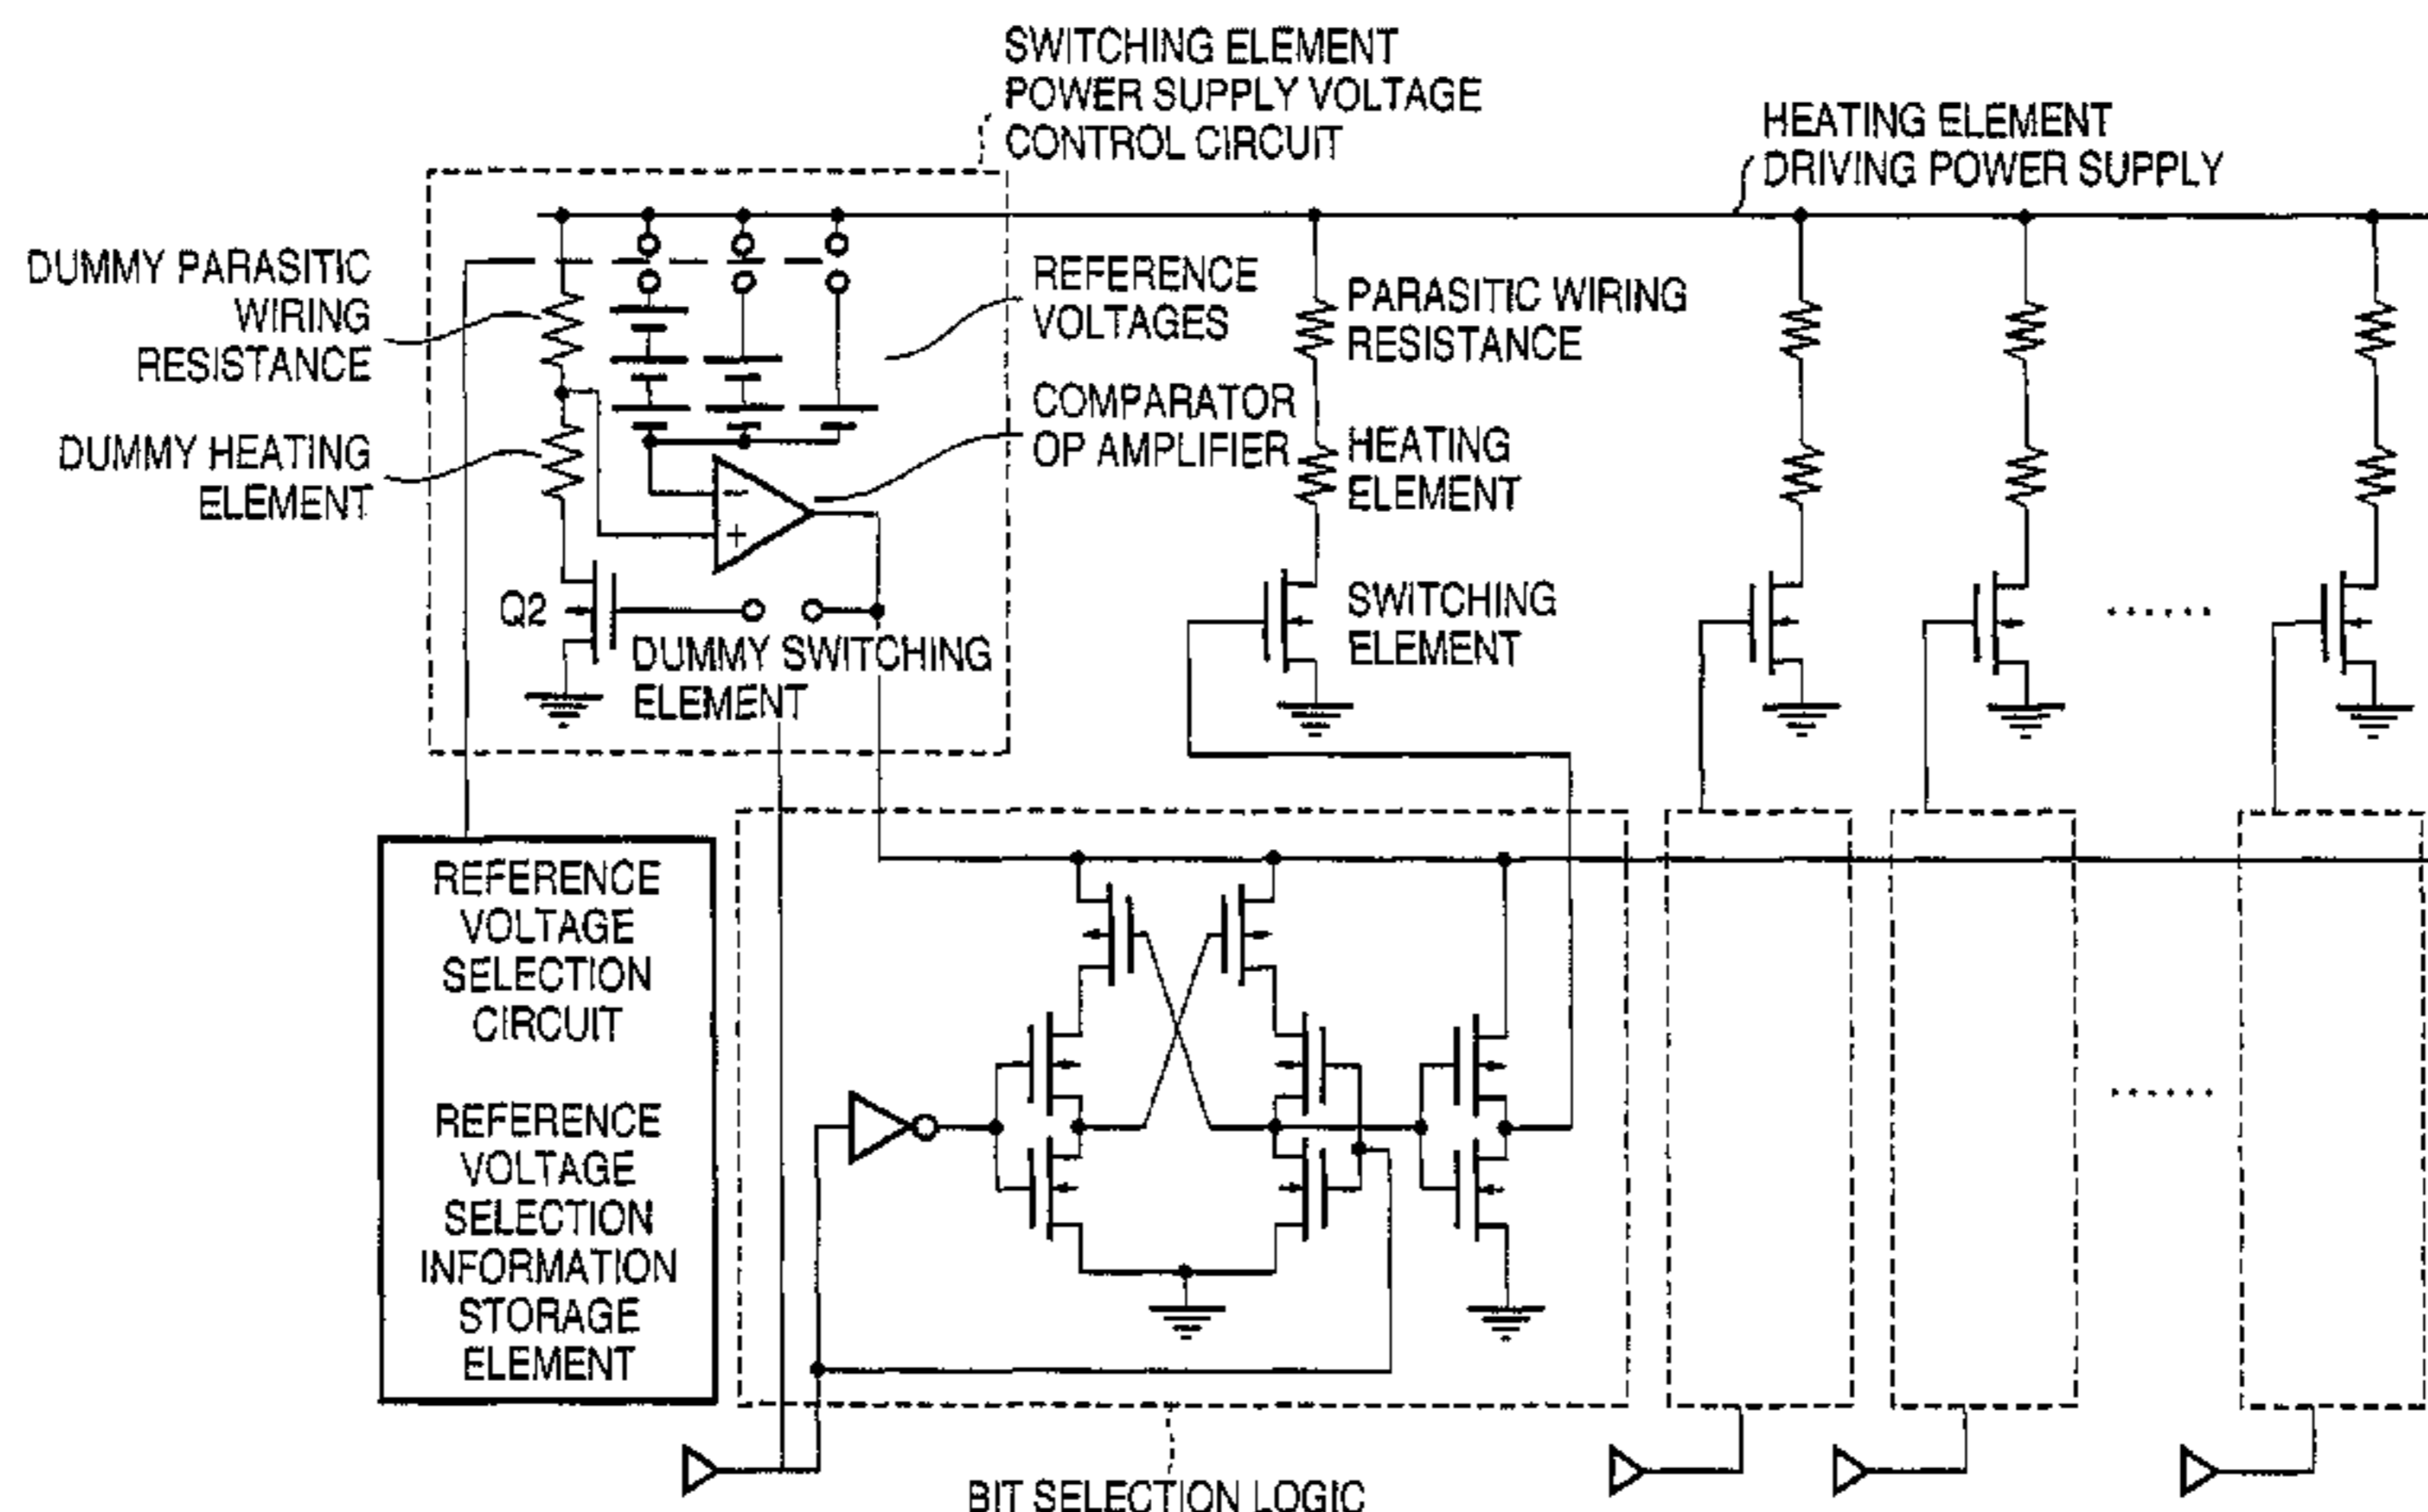 SWITCHING ELEMENT
POWER SUPPLY VOLTAGE
CONTROL CIRCUIT
HEATING ELEMENT
DRIVING POWER SUPPLY
DUMMY PARASITIC
WIRING
RESISTANCE
REFERENCE
VOLTAGES
PARASITIC WIRING
RESISTANCE
COMPARATOR
OP AMPLIFIER
DUMMY HEATING
ELEMENT
HEATING
ELEMENT
−
+
Q2
SWITCHING
ELEMENT
DUMMY SWITCHING
ELEMENT
REFERENCE
VOLTAGE
SELECTION
CIRCUIT
REFERENCE
VOLTAGE
SELECTION
INFORMATION
STORAGE
ELEMENT
BIT SELECTION LOGIC